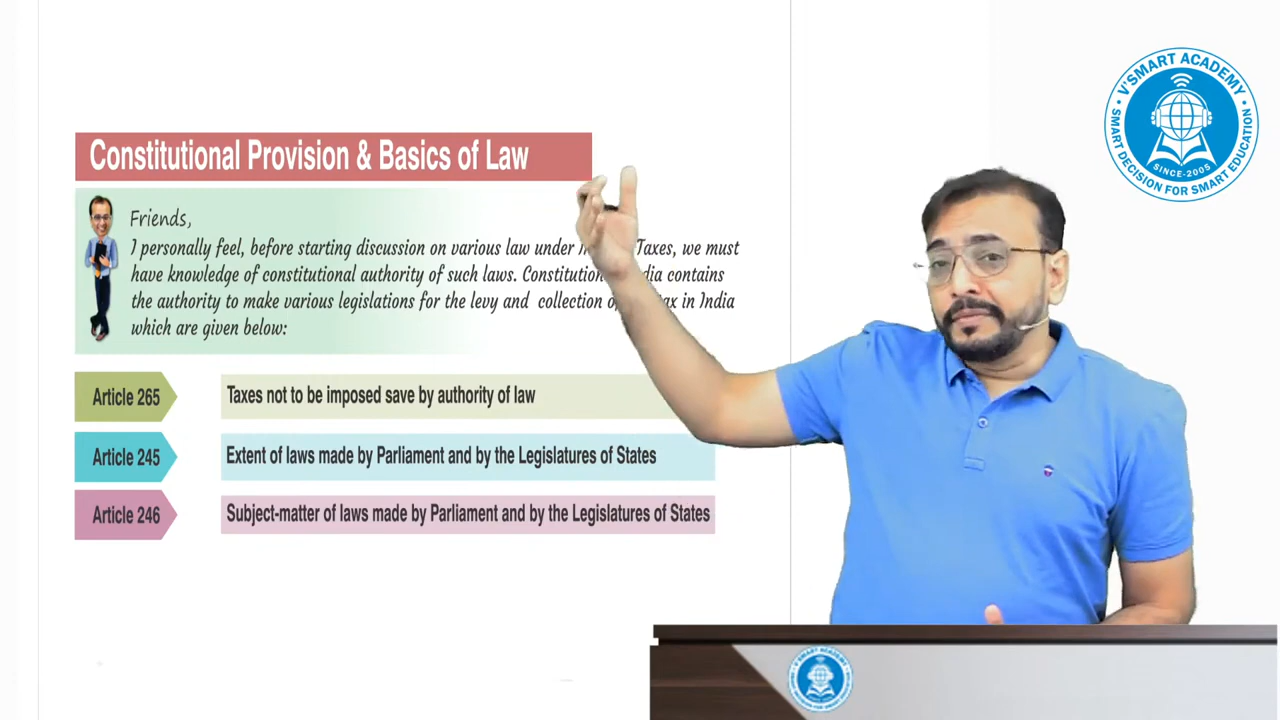 Constitutional Provision & Basics of Law
Friends,
I personally feel, before starting discussion on various law under Taxes, we must
have knowledge of constitutional authority of such laws. Constitution contains
the authority to make various legislations for the levy and collection in India
which are given below:
Article 265
Taxes not to be imposed save by authority of law
Article 245
Extent of laws made by Parliament and by the Legislatures of States
Article 246
Subject-matter of laws made by Parliament and by the Legislatures of States
V'SMART ACADEMY
SMART DECISION FOR SMART EDUCATION
SINCE-2005
V'SMART ACADEMY